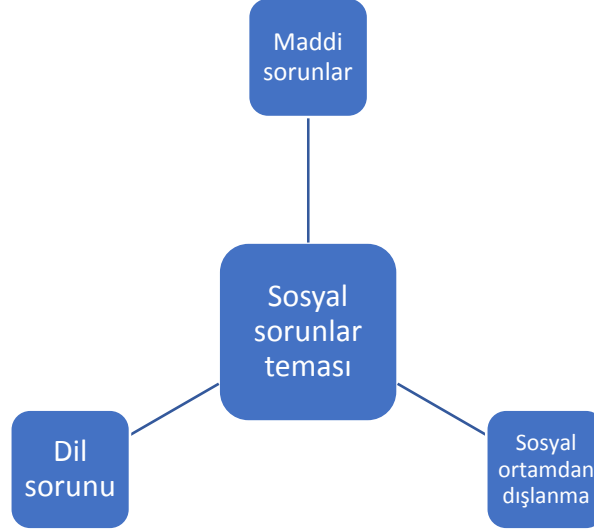 Maddi
sorunlar
Sosyal
sorunlar
teması
Dil
sorunu
Sosyal
ortamdan
dışlanma